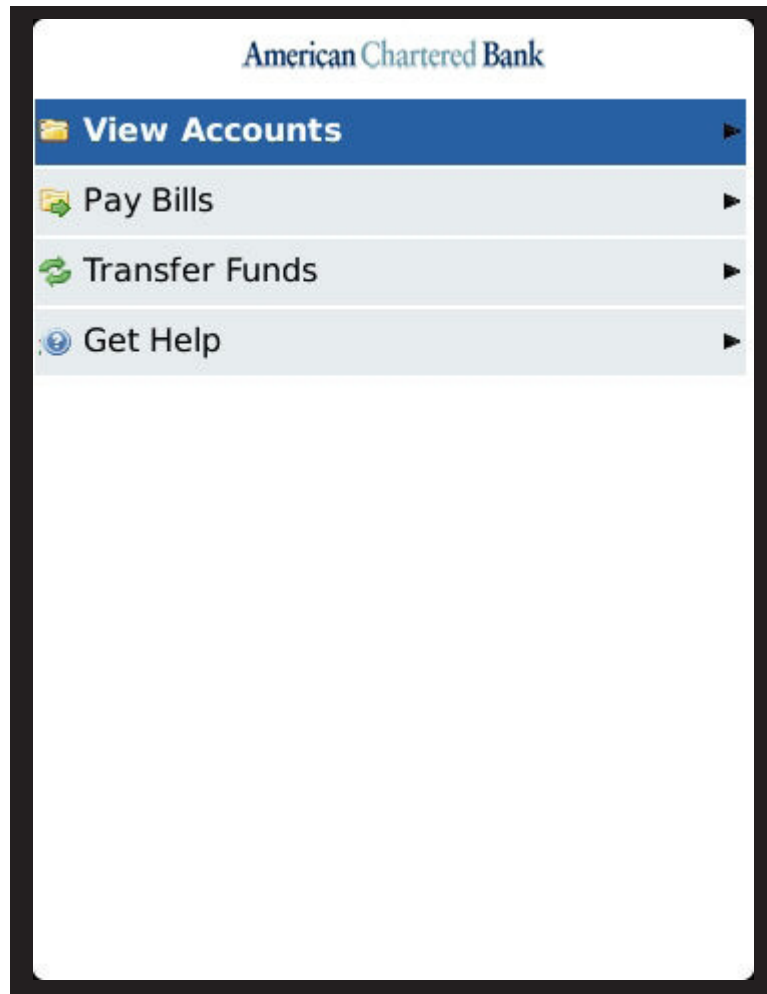 American Chartered Bank
View Accounts
Pay Bills
Transfer Funds
Get Help